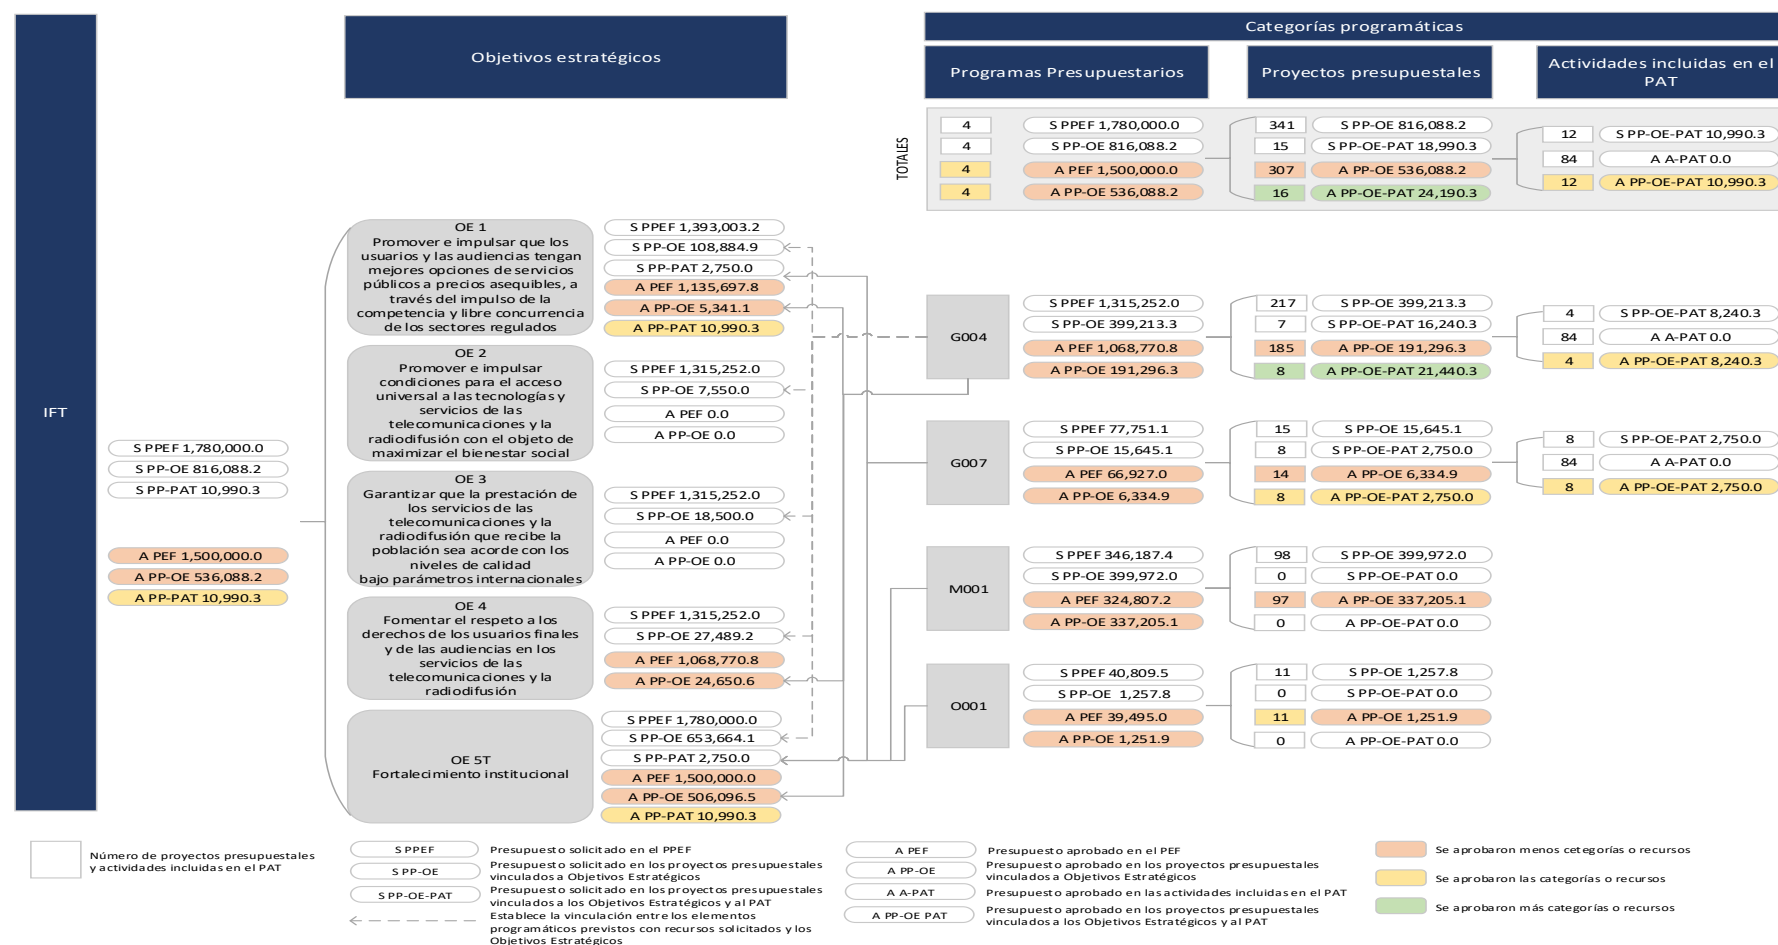 IFT
Objetivos estratégicos
Categorías programáticas
Programas Presupuestarios
Proyectos presupuestales
Actividades incluidas en el
PAT
TOTALES
4
S PPEF 1,780,000.0
4
S PP-OE 816,088.2
4
A PEF 1,500,000.0
4
A PP-OE 536,088.2
341
S PP-OE 816,088.2
15
S PP-OE-PAT 18,990.3
307
A PP-OE 536,088.2
16
A PP-OE-PAT 24,190.3
12
S PP-OE-PAT 10,990.3
84
A A-PAT 0.0
12
A PP-OE-PAT 10,990.3
S PPEF 1,780,000.0
S PP-OE 816,088.2
S PP-PAT 10,990.3
A PEF 1,500,000.0
A PP-OE 536,088.2
A PP-PAT 10,990.3
OE 1
Promover e impulsar que los
usuarios y las audiencias tengan
mejores opciones de servicios
públicos a precios asequibles, a
través del impulso de la
competencia y libre concurrencia
de los sectores regulados
S PPEF 1,393,003.2
S PP-OE 108,884.9
S PP-PAT 2,750.0
A PEF 1,135,697.8
A PP-OE 5,341.1
A PP-PAT 10,990.3
OE 2
Promover e impulsar
condiciones para el acceso
universal a las tecnologías y
servicios de las
telecomunicaciones y la
radiodifusión con el objeto de
maximizar el bienestar social
S PPEF 1,315,252.0
S PP-OE 7,550.0
A PEF 0.0
A PP-OE 0.0
OE 3
Garantizar que la prestación de
los servicios de las
telecomunicaciones y la
radiodifusión que recibe la
población sea acorde con los
niveles de calidad
bajo parámetros internacionales
S PPEF 1,315,252.0
S PP-OE 18,500.0
A PEF 0.0
A PP-OE 0.0
OE 4
Fomentar el respeto a los
derechos de los usuarios finales
y de las audiencias en los
servicios de las
telecomunicaciones y la
radiodifusión
S PPEF 1,315,252.0
S PP-OE 27,489.2
A PEF 1,068,770.8
A PP-OE 24,650.6
OE 5T
Fortalecimiento institucional
S PPEF 1,780,000.0
S PP-OE 653,664.1
S PP-PAT 2,750.0
A PEF 1,500,000.0
A PP-OE 506,096.5
A PP-PAT 10,990.3
G004
S PPEF 1,315,252.0
S PP-OE 399,213.3
A PEF 1,068,770.8
A PP-OE 191,296.3
217
S PP-OE 399,213.3
7
S PP-OE-PAT 16,240.3
185
A PP-OE 191,296.3
8
A PP-OE-PAT 21,440.3
4
S PP-OE-PAT 8,240.3
84
A A-PAT 0.0
4
A PP-OE-PAT 8,240.3
G007
S PPEF 77,751.1
S PP-OE 15,645.1
A PEF 66,927.0
A PP-OE 6,334.9
15
S PP-OE 15,645.1
8
S PP-OE-PAT 2,750.0
14
A PP-OE 6,334.9
8
A PP-OE-PAT 2,750.0
8
S PP-OE-PAT 2,750.0
84
A A-PAT 0.0
8
A PP-OE-PAT 2,750.0
M001
S PPEF 346,187.4
S PP-OE 399,972.0
A PEF 324,807.2
A PP-OE 337,205.1
98
S PP-OE 399,972.0
0
S PP-OE-PAT 0.0
97
A PP-OE 337,205.1
0
A PP-OE-PAT 0.0
O001
S PPEF 40,809.5
S PP-OE 1,257.8
A PEF 39,495.0
A PP-OE 1,251.9
11
S PP-OE 1,257.8
0
S PP-OE-PAT 0.0
11
A PP-OE 1,251.9
0
A PP-OE-PAT 0.0
Número de proyectos presupuestales
y actividades incluidas en el PAT
S PPEF
Presupuesto solicitado en el PPEF
S PP-OE
Presupuesto solicitado en los proyectos presupuestales
vinculados a Objetivos Estratégicos
S PP-OE-PAT
Presupuesto solicitado en los proyectos presupuestales
vinculados a los Objetivos Estratégicos y al PAT
Establece la vinculación entre los elementos
programáticos previstos con recursos solicitados y los
Objetivos Estratégicos
A PEF
Presupuesto aprobado en el PEF
A PP-OE
Presupuesto aprobado en los proyectos presupuestales
vinculados a Objetivos Estratégicos
A A-PAT
Presupuesto aprobado en las actividades incluidas en el PAT
A PP-OE PAT
Presupuesto aprobado en los proyectos presupuestales
vinculados a los Objetivos Estratégicos y al PAT
Se aprobaron menos cetegorías o recursos
Se aprobaron las categorías o recursos
Se aprobaron más categorías o recursos